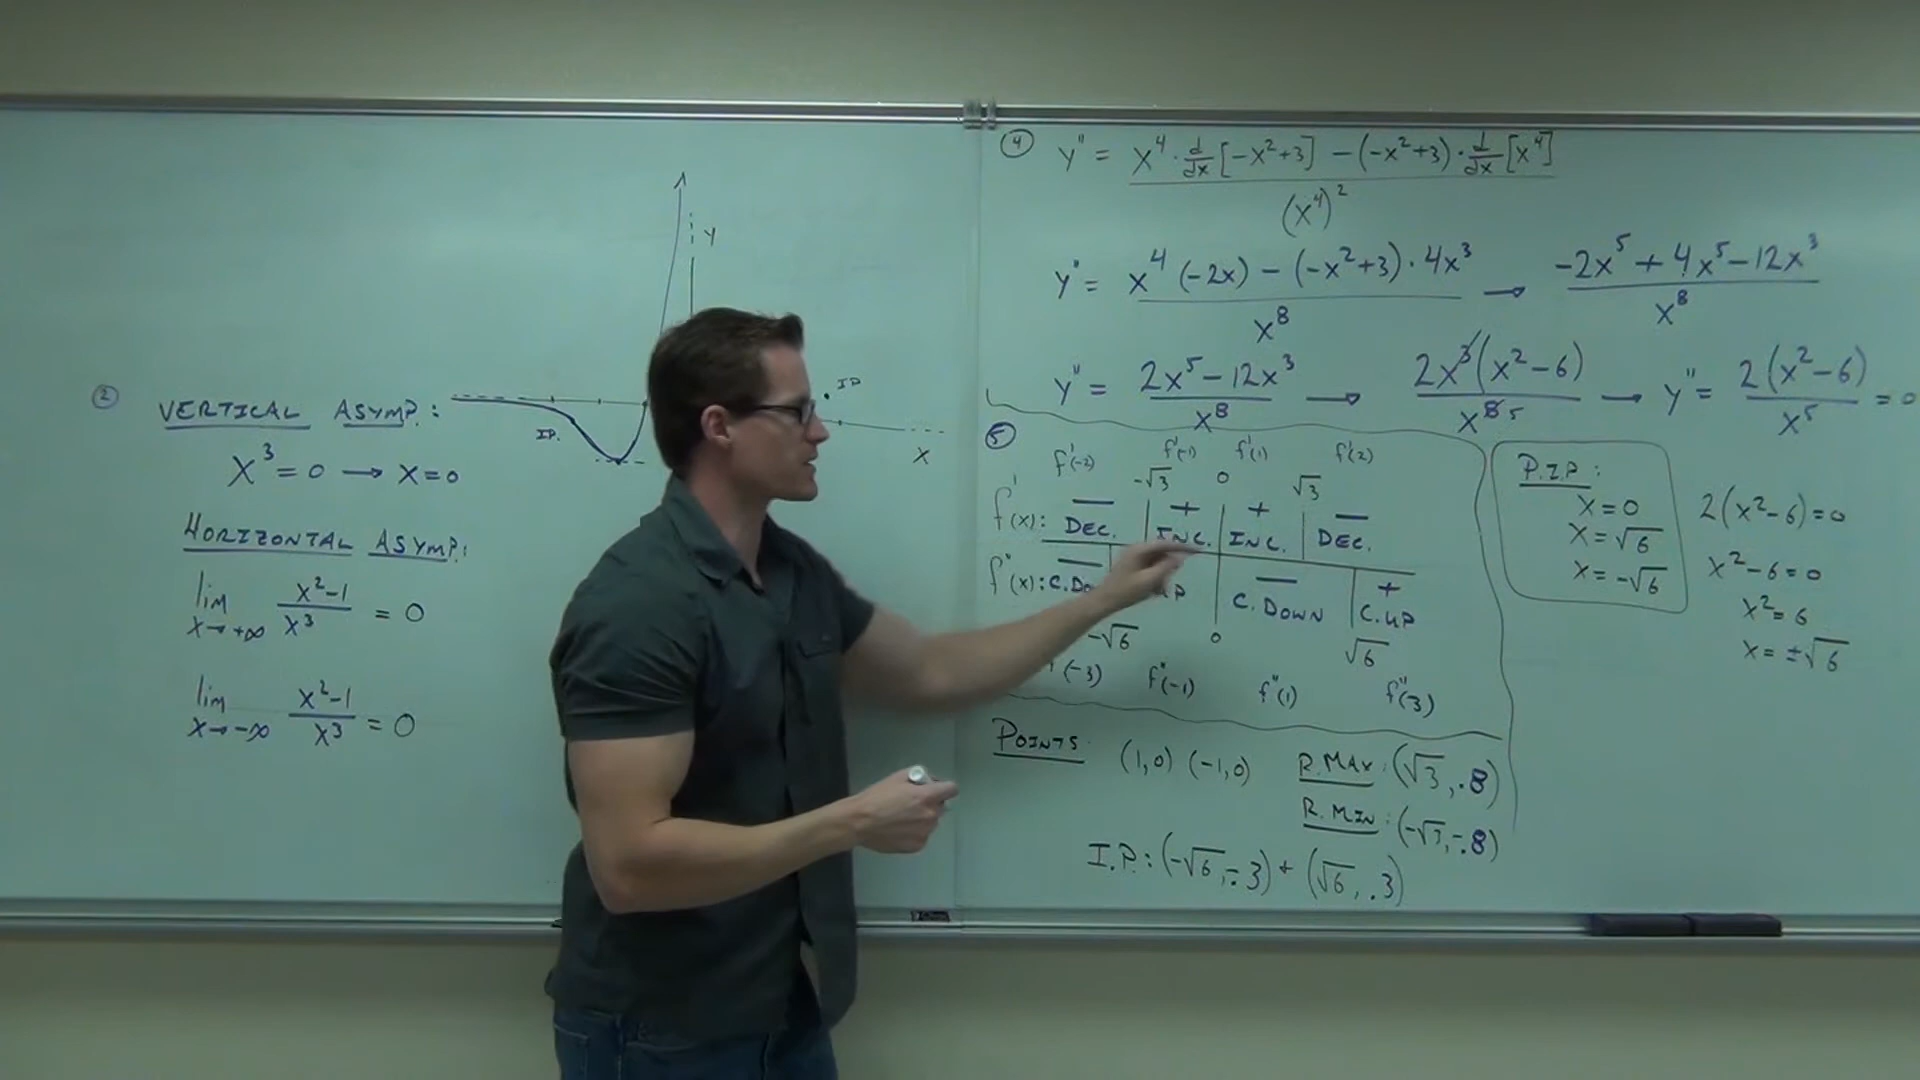 ② VERTICAL ASYMP.:
X³ = 0 → X = 0
HORIZONTAL ASYMP.:
lim x→+∞ (x²-1)/x³ = 0
lim x→-∞ (x²-1)/x³ = 0
Y
I.P.
I.P.
X
④ Y" = (X⁴ · d/dx[-X²+3] - (-X²+3) · d/dx[X⁴])/(X⁴)²
Y" = (X⁴(-2X) - (-X²+3) · 4X³)/X⁸ → (-2X⁵ + 4X⁵ - 12X³)/X⁸
Y" = (2X⁵ - 12X³)/X⁸ → 2X³(X²-6)/X⁸ ⁵ → Y" = 2(X²-6)/X⁵ = 0
⑤
f'(-2) f'(-1) f'(1) f'(2)
-√3 0 √3
f'(x): - DEC. + INC. + INC. - DEC.
f"(x): - C.DO P - C. DOWN + C. UP
-√6 0 √6
(-3) f"(-1) f"(1) f"(3)
P.I.P.:
X = 0
X = √6
X = -√6
2(X²-6) = 0
X²-6 = 0
X² = 6
X = ±√6
POINTS: (1,0) (-1,0)
R. MAX: (√3, .8)
R. MIN: (-√3, -.8)
I.P.: (-√6, -.3) + (√6, .3)